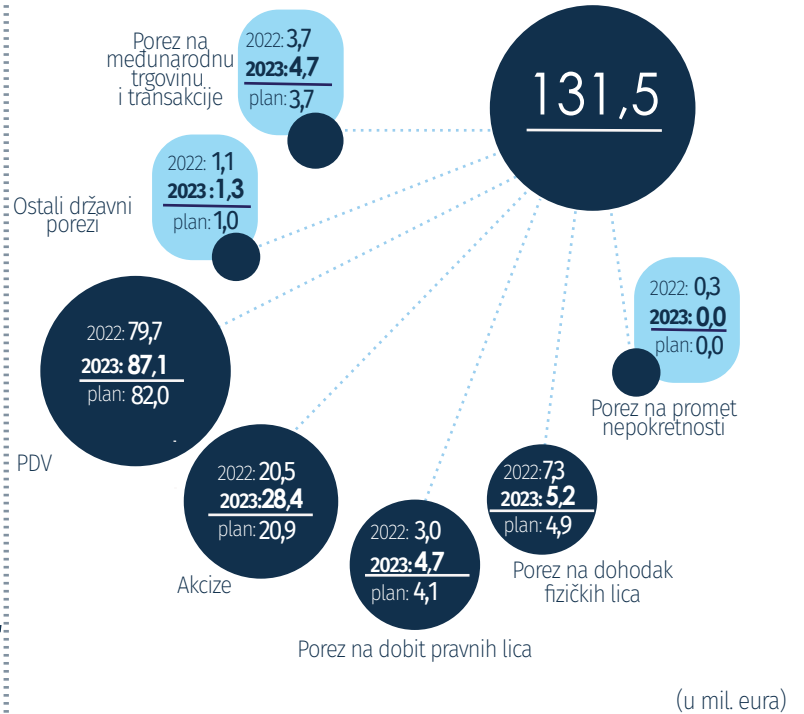 131,5
Porez na
međunarodnu
trgovinu
i transakcije
2022: 3,7
2023: 4,7
plan: 3,7
Ostali državni
porezi
2022: 1,1
2023: 1,3
plan: 1,0
2022: 79,7
2023: 87,1
plan: 82,0
PDV
2022: 20,5
2023: 28,4
plan: 20,9
Akcize
2022: 3,0
2023: 4,7
plan: 4,1
Porez na dobit pravnih lica
2022: 7,3
2023: 5,2
plan: 4,9
Porez na dohodak
fizičkih lica
2022: 0,3
2023: 0,0
plan: 0,0
Porez na promet
nepokretnosti
(u mil. eura)